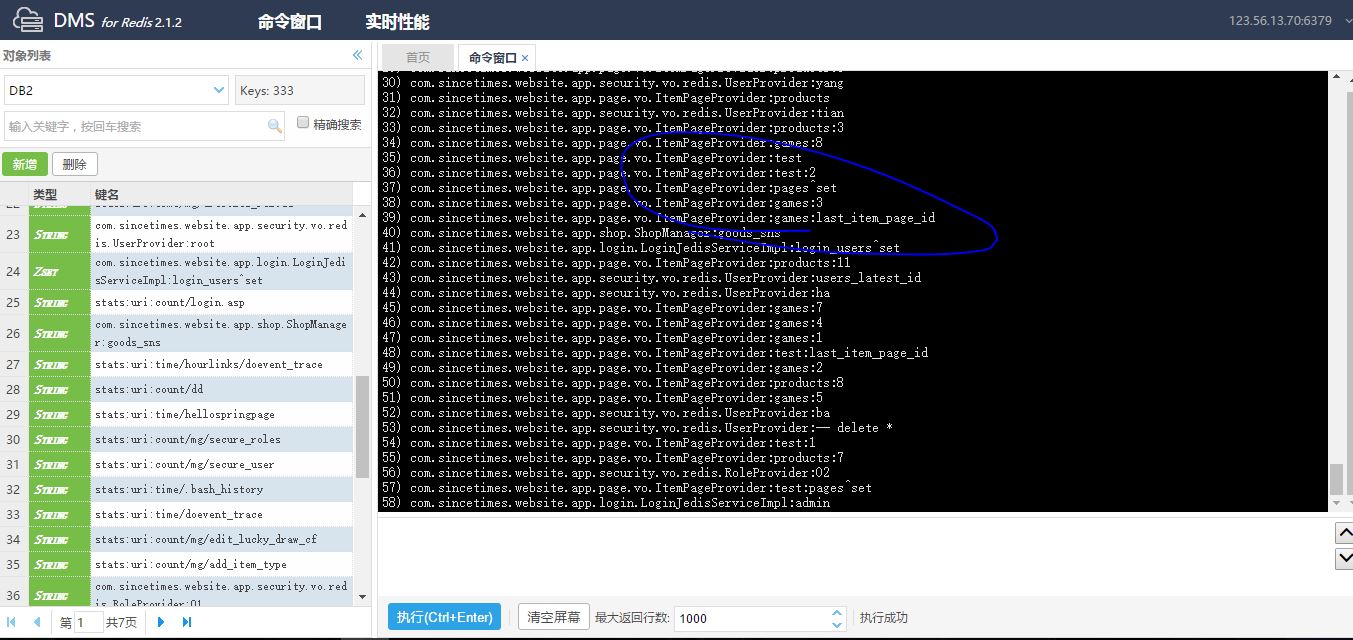 DMS for Redis 2.1.2 命令窗口 实时性能 123.56.13.70:6379
对象列表
首页 命令窗口 ×
DB2 Keys: 333
输入关键字，按回车搜索 精确搜索
新增 删除
类型 键名
23 STRING com.sincetimes.website.app.security.vo.red
is.UserProvider:root
24 ZSET com.sincetimes.website.app.login.LoginJedi
sServiceImpl:login_users^set
25 STRING stats:uri:count/login.asp
26 STRING com.sincetimes.website.app.shop.ShopManage
r:goods_sns
27 STRING stats:uri:time/hourlinks/doevent_trace
28 STRING stats:uri:count/dd
29 STRING stats:uri:time/hellospringpage
30 STRING stats:uri:count/mg/secure_roles
31 STRING stats:uri:count/mg/secure_user
32 STRING stats:uri:time/.bash_history
33 STRING stats:uri:time/doevent_trace
34 STRING stats:uri:count/mg/edit_lucky_draw_cf
35 STRING stats:uri:count/mg/add_item_type
36 STRING com.sincetimes.website.app.security.vo.red
is.RoleProvider:01
第 1 共7页
30) com.sincetimes.website.app.security.vo.redis.UserProvider:yang
31) com.sincetimes.website.app.page.vo.ItemPageProvider:products
32) com.sincetimes.website.app.security.vo.redis.UserProvider:tian
33) com.sincetimes.website.app.page.vo.ItemPageProvider:products:3
34) com.sincetimes.website.app.page.vo.ItemPageProvider:games:8
35) com.sincetimes.website.app.page.vo.ItemPageProvider:test
36) com.sincetimes.website.app.page.vo.ItemPageProvider:test:2
37) com.sincetimes.website.app.page.vo.ItemPageProvider:pages^set
38) com.sincetimes.website.app.page.vo.ItemPageProvider:games:3
39) com.sincetimes.website.app.page.vo.ItemPageProvider:games:last_item_page_id
40) com.sincetimes.website.app.shop.ShopManager:goods_sns
41) com.sincetimes.website.app.login.LoginJedisServiceImpl:login_users^set
42) com.sincetimes.website.app.page.vo.ItemPageProvider:products:11
43) com.sincetimes.website.app.security.vo.redis.UserProvider:users_latest_id
44) com.sincetimes.website.app.security.vo.redis.UserProvider:ha
45) com.sincetimes.website.app.page.vo.ItemPageProvider:games:7
46) com.sincetimes.website.app.page.vo.ItemPageProvider:games:4
47) com.sincetimes.website.app.page.vo.ItemPageProvider:games:1
48) com.sincetimes.website.app.page.vo.ItemPageProvider:test:last_item_page_id
49) com.sincetimes.website.app.page.vo.ItemPageProvider:games:2
50) com.sincetimes.website.app.page.vo.ItemPageProvider:products:8
51) com.sincetimes.website.app.page.vo.ItemPageProvider:games:5
52) com.sincetimes.website.app.security.vo.redis.UserProvider:ba
53) com.sincetimes.website.app.security.vo.redis.UserProvider:-- delete *
54) com.sincetimes.website.app.page.vo.ItemPageProvider:test:1
55) com.sincetimes.website.app.page.vo.ItemPageProvider:products:7
56) com.sincetimes.website.app.security.vo.redis.RoleProvider:02
57) com.sincetimes.website.app.page.vo.ItemPageProvider:test:pages^set
58) com.sincetimes.website.app.login.LoginJedisServiceImpl:admin
执行(Ctrl+Enter) 清空屏幕 最大返回行数: 1000 执行成功